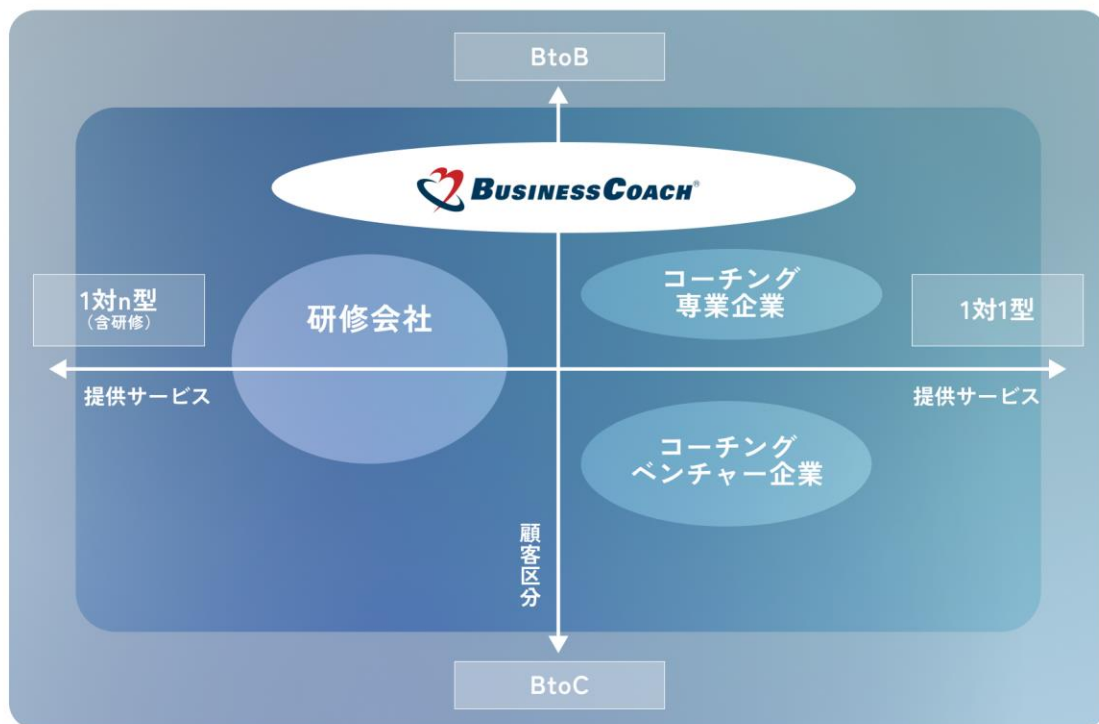 BtoB
BUSINESSCOACH®
コーチング
専業企業
研修会社
1対n型
(含研修)
1対1型
提供サービス
提供サービス
コーチング
ベンチャー企業
顧客区分
BtoC